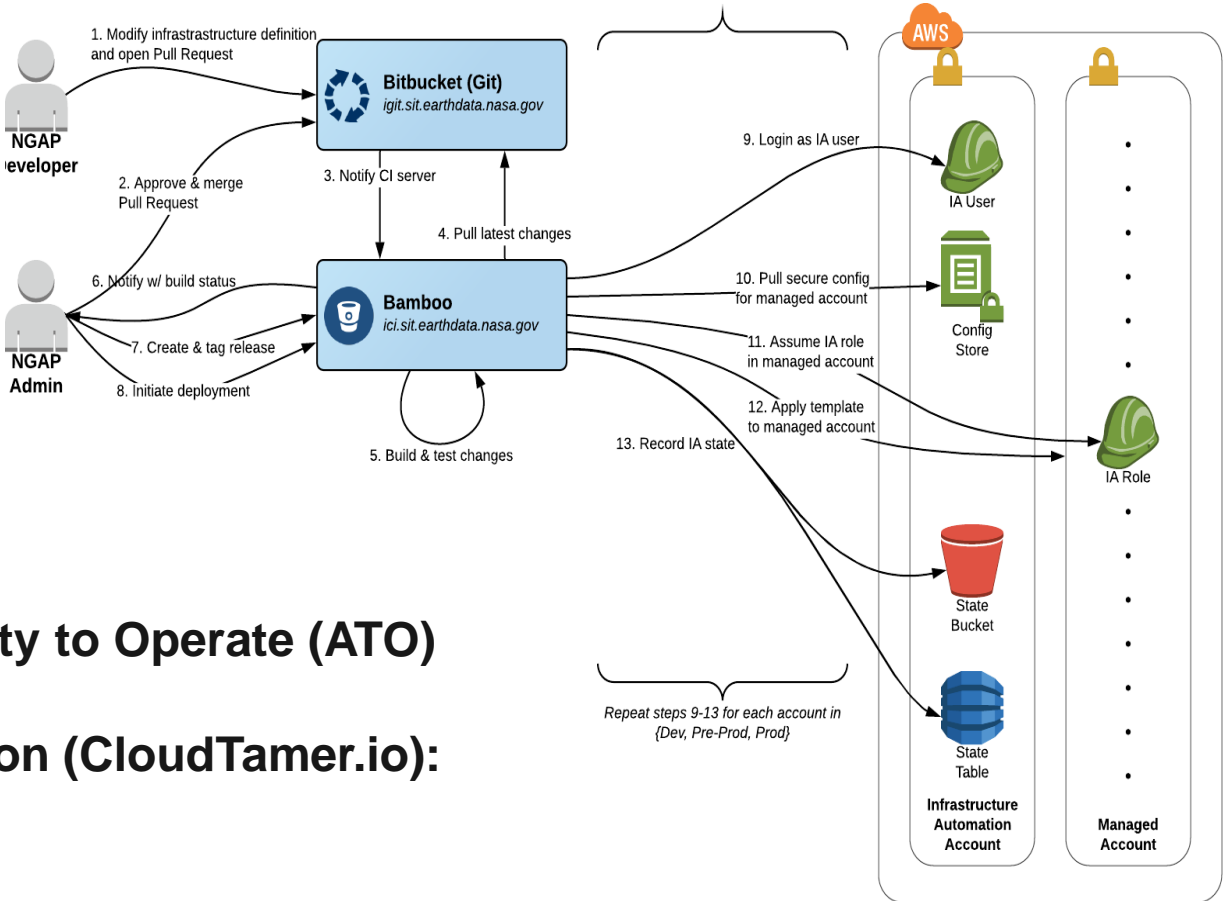 1. Modify infrastrastructure definition
and open Pull Request
AWS
Bitbucket (Git)
igit.sit.earthdata.nasa.gov
NGAP
eveloper
9. Login as IA user
2. Approve & merge
Pull Request
3. Notify CI server
IA User
4. Pull latest changes
6. Notify w/ build status
10. Pull secure config
for managed account
Bamboo
ici.sit.earthdata.nasa.gov
Config
Store
7. Create & tag release
11. Assume IA role
in managed account
NGAP
Admin
8. Initiate deployment
12. Apply template
to managed account
13. Record IA state
5. Build & test changes
IA Role
State
Bucket
ty to Operate (ATO)
Repeat steps 9-13 for each account in
{Dev, Pre-Prod, Prod}
on (CloudTamer.io):
State
Table
Infrastructure
Automation
Account
Managed
Account